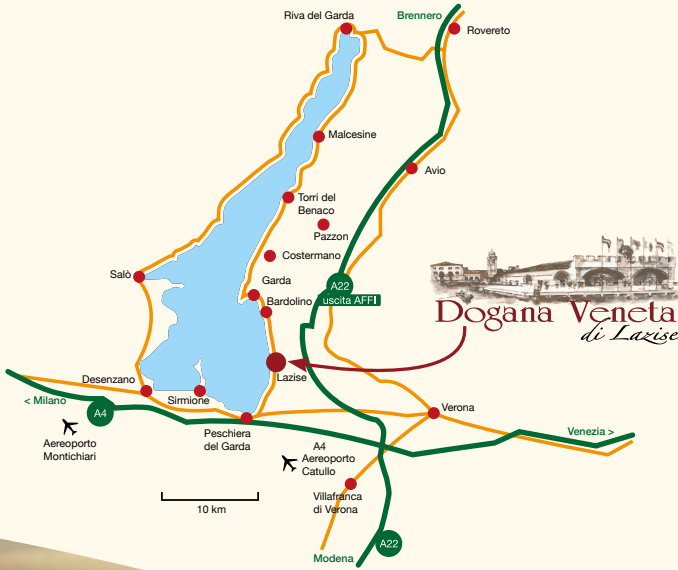 Riva del Garda
Brennero
Rovereto
Malcesine
Avio
Torri del
Benaco
Pazzon
Costermano
Salò
Garda
A22
uscita AFFI
Bardolino
Dogana Veneta
di Lazise
Lazise
Desenzano
Sirmione
< Milano
A4
Verona
Peschiera
del Garda
Venezia >
Aereoporto
Montichiari
A4
Aereoporto
Catullo
Villafranca
di Verona
10 km
A22
Modena